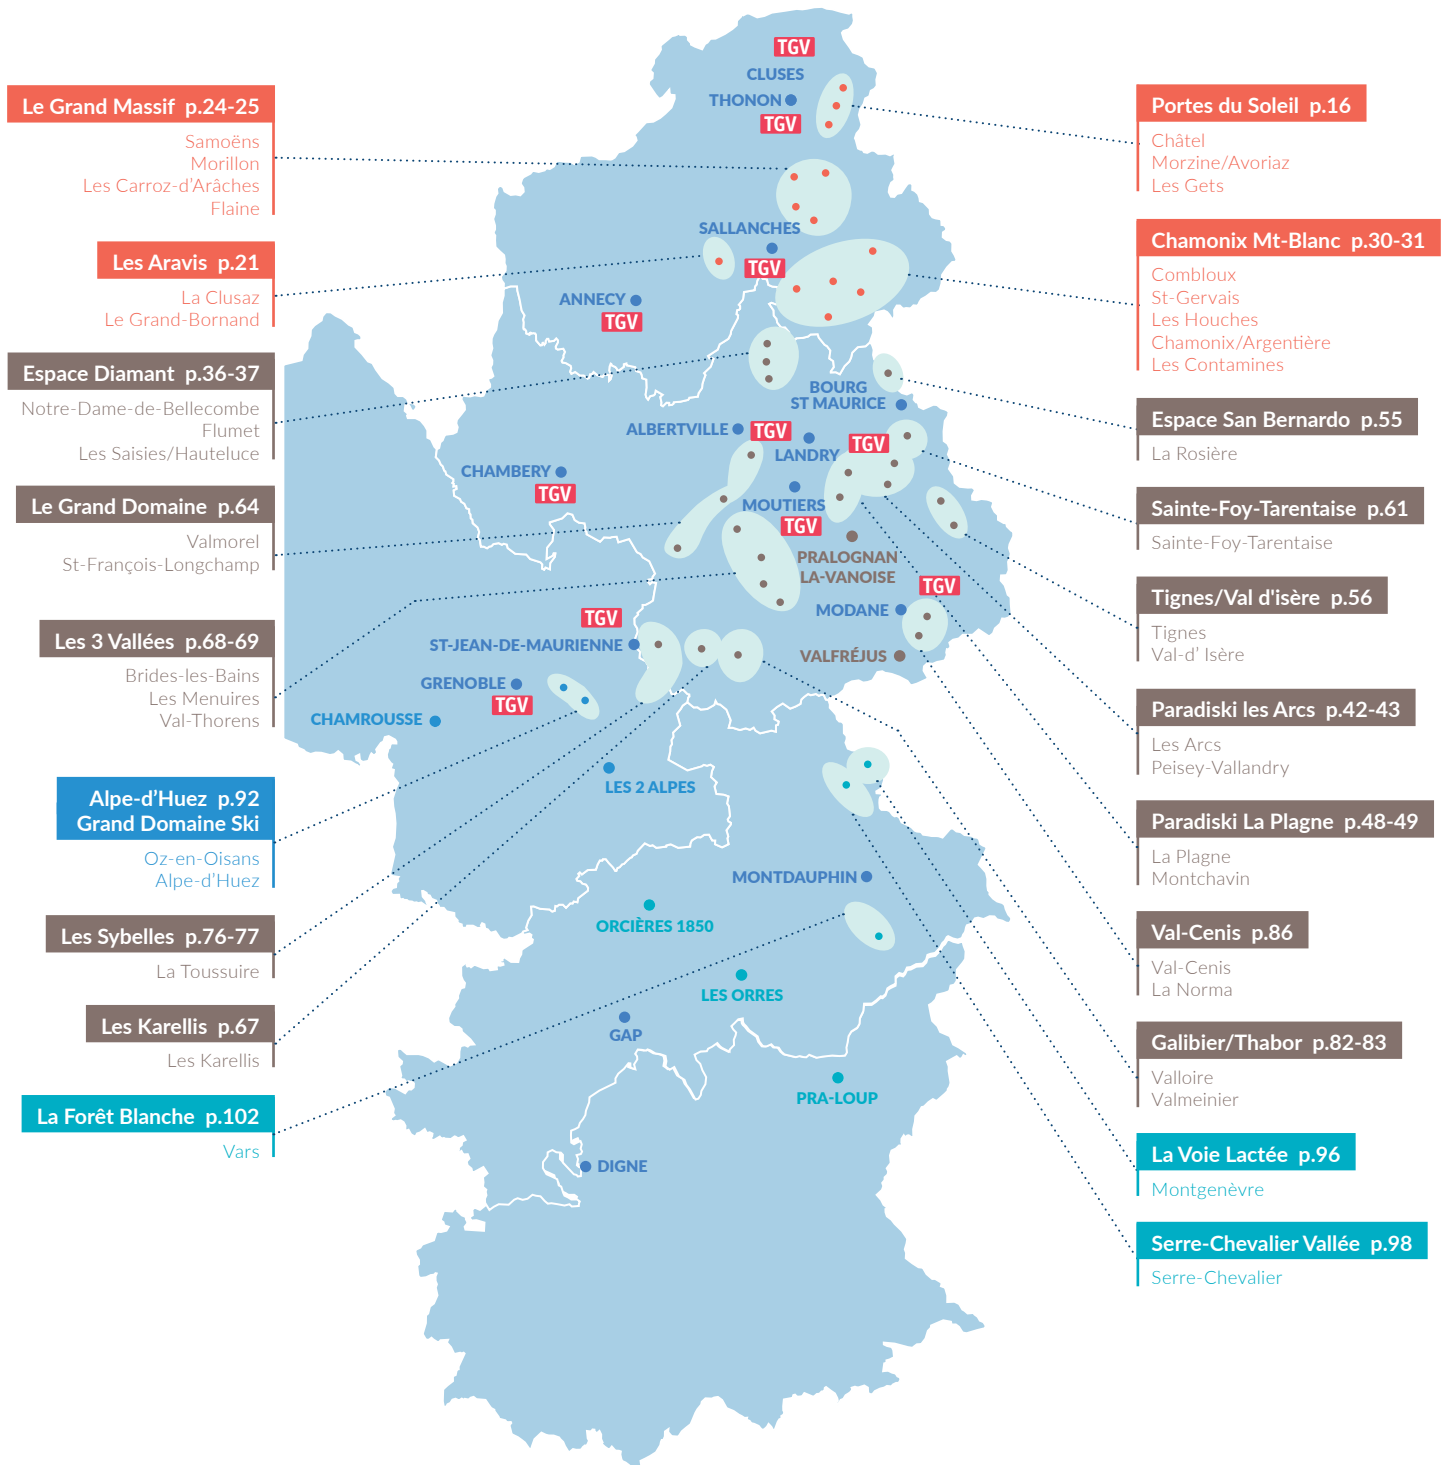 Le Grand Massif p.24-25
Samoëns
Morillon
Les Carroz-d'Arâches
Flaine
Les Aravis p.21
La Clusaz
Le Grand-Bornand
Espace Diamant p.36-37
Notre-Dame-de-Bellecombe
Flumet
Les Saisies/Hauteluce
Le Grand Domaine p.64
Valmorel
St-François-Longchamp
Les 3 Vallées p.68-69
Brides-les-Bains
Les Menuires
Val-Thorens
Alpe-d'Huez p.92
Grand Domaine Ski
Oz-en-Oisans
Alpe-d'Huez
Les Sybelles p.76-77
La Toussuire
Les Karellis p.67
Les Karellis
La Forêt Blanche p.102
Vars
TGV
CLUSES
THONON
TGV
SALLANCHES
TGV
ANNECY
TGV
BOURG
ST MAURICE
ALBERTVILLE
TGV
LANDRY
TGV
CHAMBERY
TGV
MOUTIERS
TGV
PRALOGNAN
LA-VANOISE
TGV
MODANE
TGV
ST-JEAN-DE-MAURIENNE
VALFRÉJUS
GRENOBLE
TGV
CHAMROUSSE
LES 2 ALPES
MONTDAUPHIN
ORCIÈRES 1850
LES ORRES
GAP
PRA-LOUP
DIGNE
Portes du Soleil p.16
Châtel
Morzine/Avoriaz
Les Gets
Chamonix Mt-Blanc p.30-31
Combloux
St-Gervais
Les Houches
Chamonix/Argentière
Les Contamines
Espace San Bernardo p.55
La Rosière
Sainte-Foy-Tarentaise p.61
Sainte-Foy-Tarentaise
Tignes/Val d'isère p.56
Tignes
Val-d' Isère
Paradiski les Arcs p.42-43
Les Arcs
Peisey-Vallandry
Paradiski La Plagne p.48-49
La Plagne
Montchavin
Val-Cenis p.86
Val-Cenis
La Norma
Galibier/Thabor p.82-83
Valloire
Valmeinier
La Voie Lactée p.96
Montgenèvre
Serre-Chevalier Vallée p.98
Serre-Chevalier